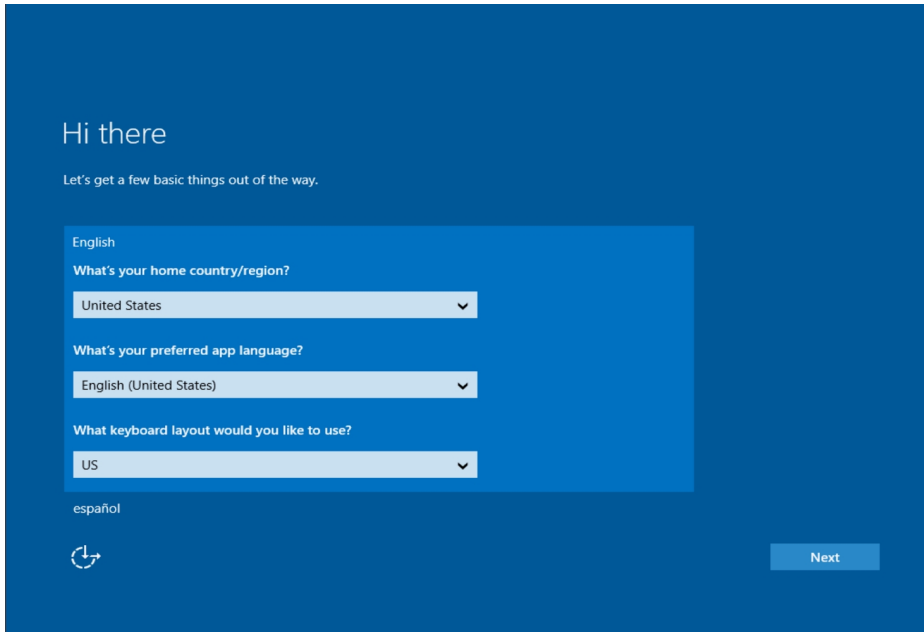 Hi there
Let's get a few basic things out of the way.
English
What's your home country/region?
United States
What's your preferred app language?
English (United States)
What keyboard layout would you like to use?
US
español
Next